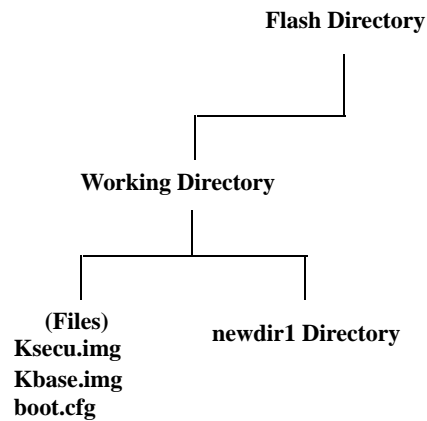 Flash Directory
Working Directory
(Files)
Ksecu.img
Kbase.img
boot.cfg
newdir1 Directory